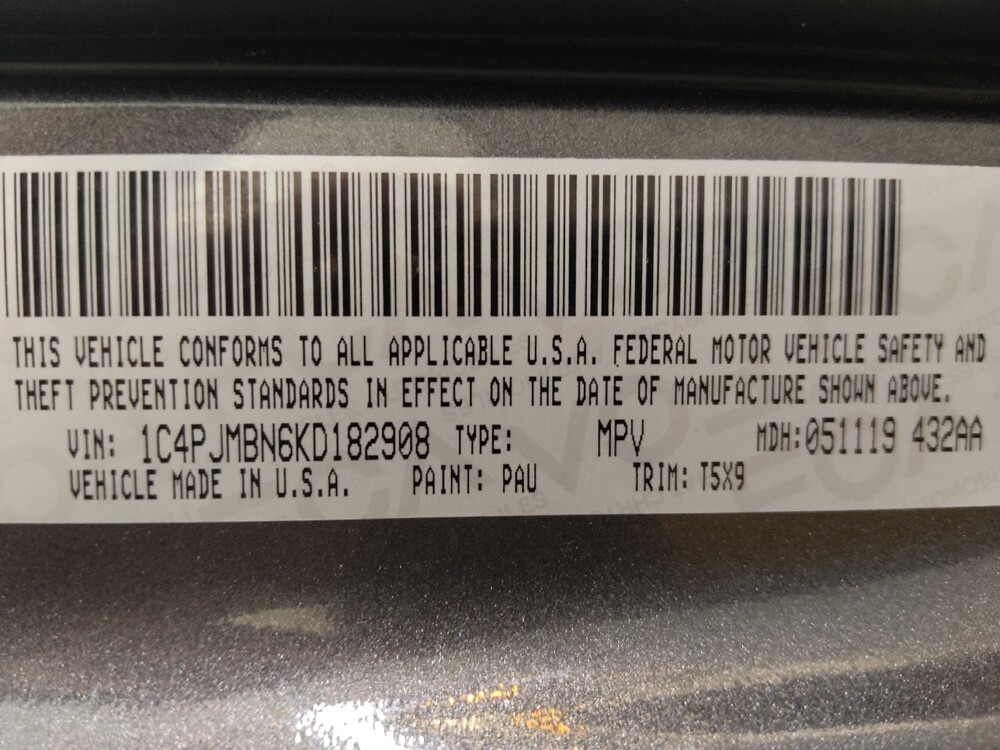 THIS VEHICLE CONFORMS TO ALL APPLICABLE U.S.A. FEDERAL MOTOR VEHICLE SAFETY AND
THEFT PREVENTION STANDARDS IN EFFECT ON THE DATE OF MANUFACTURE SHOWN ABOVE.
VIN: 1C4PJMBN6KD182908 TYPE: MPV MDH:051119 432AA
VEHICLE MADE IN U.S.A. PAINT: PAU TRIM: T5X9